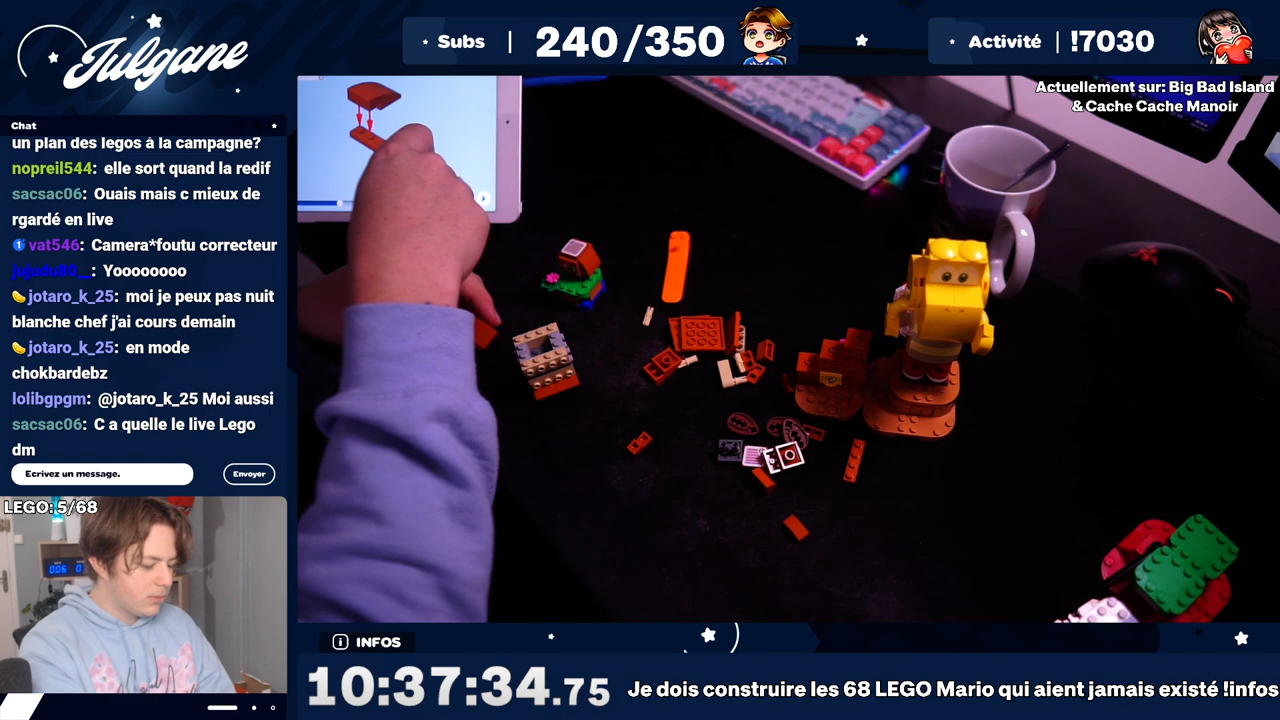 Julgane
Subs | 240/350
Activité | !7030
Actuellement sur: Big Bad Island
& Cache Cache Manoir
Chat
un plan des legos à la campagne?
nopreil544: elle sort quand la redif
sacsac06: Ouais mais c mieux de
rgardé en live
1 vat546: Camera*foutu correcteur
jujudu80__: Yoooooooo
jotaro_k_25: moi je peux pas nuit
blanche chef j'ai cours demain
jotaro_k_25: en mode
chokbardebz
lolibgpgm: @jotaro_k_25 Moi aussi
sacsac06: C a quelle le live Lego
dm
Ecrivez un message.
Envoyer
LEGO: 5/68
INFOS
10:37:34.75
Je dois construire les 68 LEGO Mario qui aient jamais existé !infos